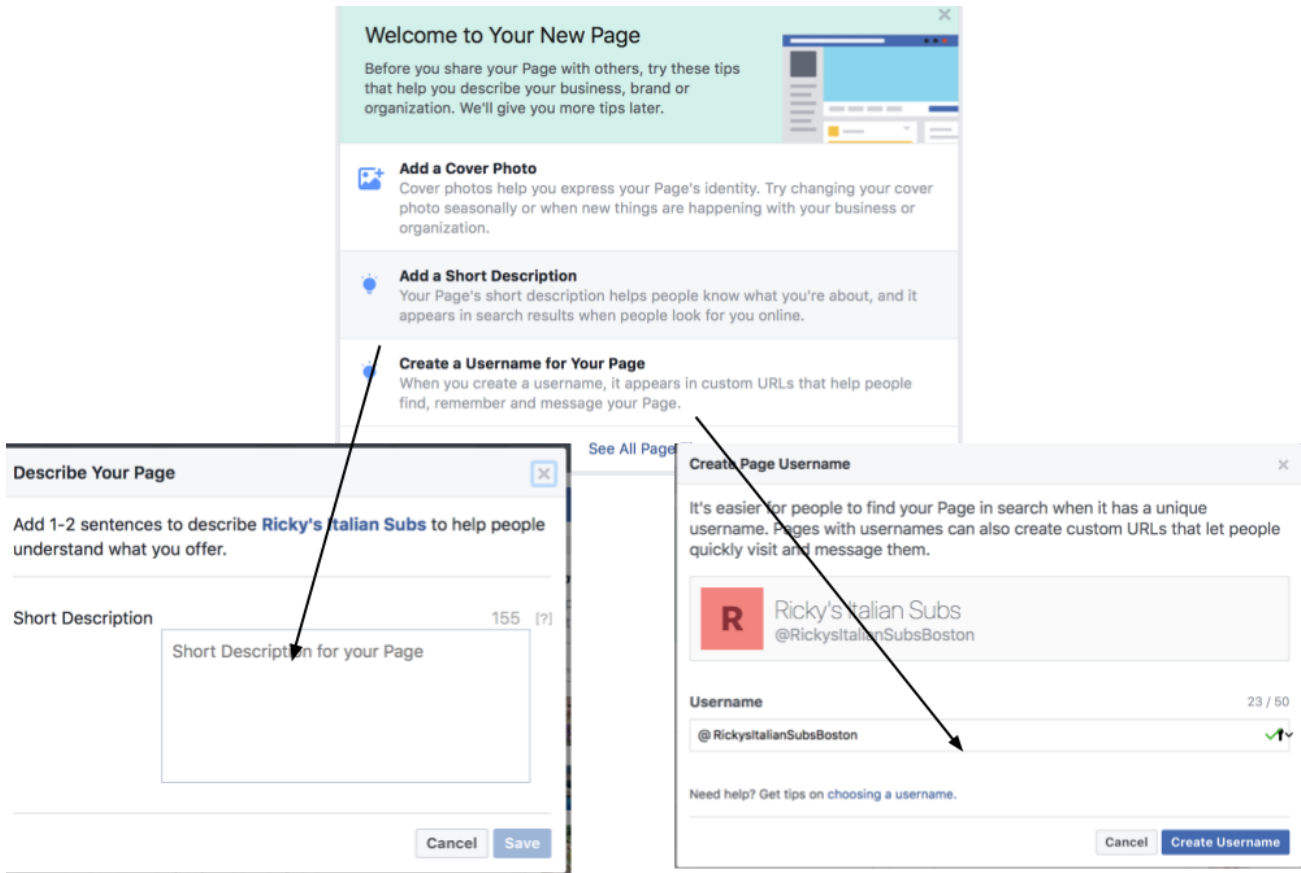 Welcome to Your New Page
Before you share your Page with others, try these tips
that help you describe your business, brand or
organization. We'll give you more tips later.
Add a Cover Photo
Cover photos help you express your Page's identity. Try changing your cover
photo seasonally or when new things are happening with your business or
organization.
Add a Short Description
Your Page's short description helps people know what you're about, and it
appears in search results when people look for you online.
Create a Username for Your Page
When you create a username, it appears in custom URLs that help people
find, remember and message your Page.
See All Page
Describe Your Page
Add 1-2 sentences to describe Ricky's Italian Subs to help people
understand what you offer.
Short Description 155 [?]
Short Description for your Page
Cancel Save
Create Page Username
It's easier for people to find your Page in search when it has a unique
username. Pages with usernames can also create custom URLs that let people
quickly visit and message them.
R
Ricky's Italian Subs
@RickysItalianSubsBoston
Username 23 / 50
@ RickysItalianSubsBoston
Need help? Get tips on choosing a username.
Cancel Create Username